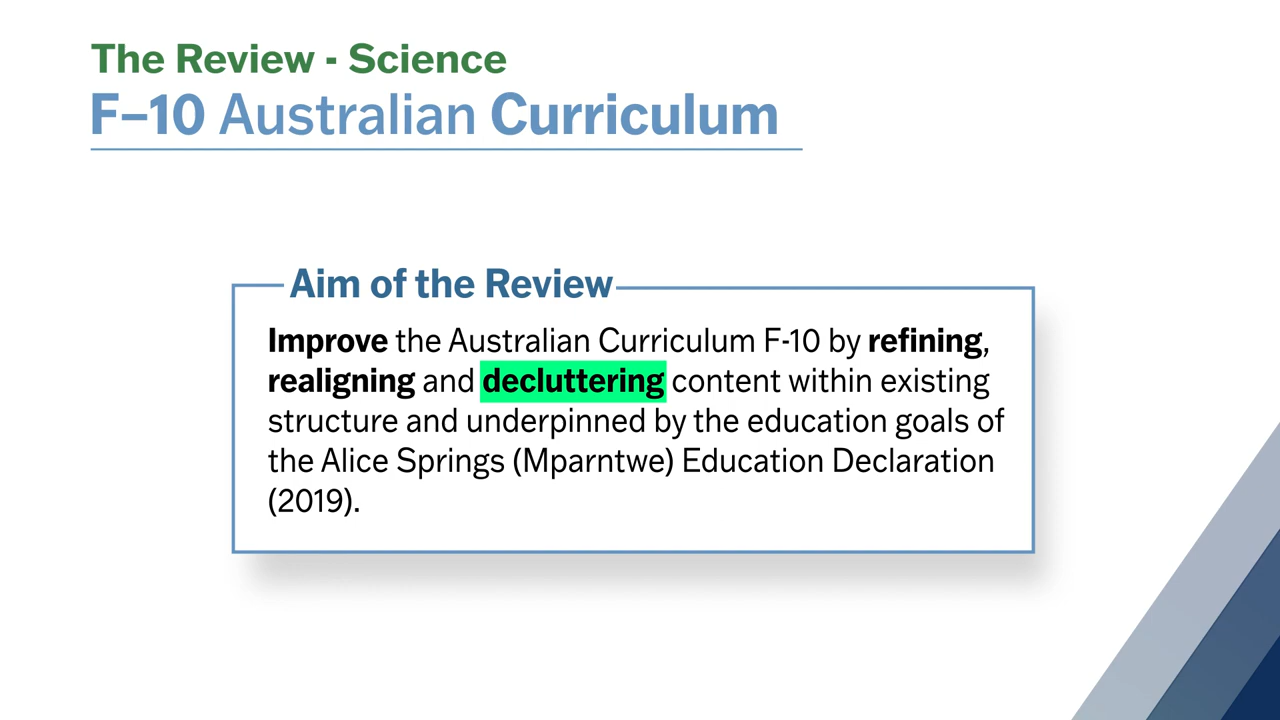 The Review - Science
F–10 Australian Curriculum
Aim of the Review
Improve the Australian Curriculum F-10 by refining,
realigning and decluttering content within existing
structure and underpinned by the education goals of
the Alice Springs (Mparntwe) Education Declaration
(2019).